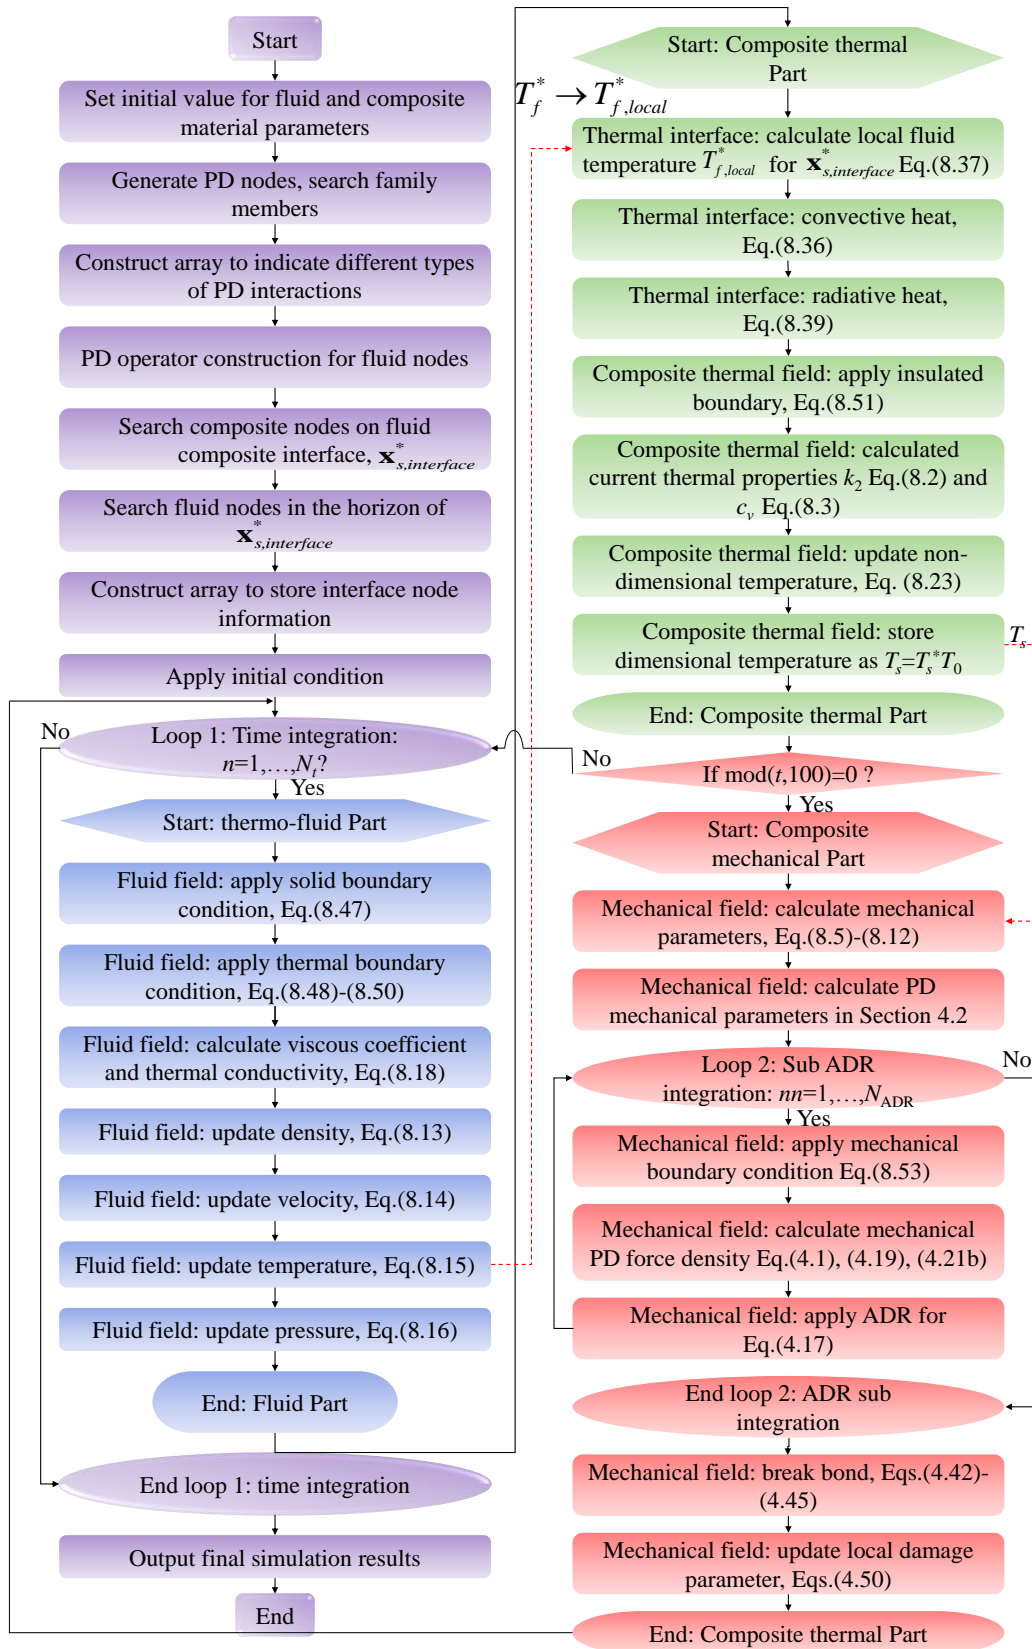 Start
Set initial value for fluid and composite
material parameters
Generate PD nodes, search family
members
Construct array to indicate different types
of PD interactions
PD operator construction for fluid nodes
Search composite nodes on fluid
composite interface, 𝐱*s,interface
Search fluid nodes in the horizon of
𝐱*s,interface
Construct array to store interface node
information
Apply initial condition
No
Loop 1: Time integration:
n=1,…,Nt?
Yes
Start: thermo-fluid Part
Fluid field: apply solid boundary
condition, Eq.(8.47)
Fluid field: apply thermal boundary
condition, Eq.(8.48)-(8.50)
Fluid field: calculate viscous coefficient
and thermal conductivity, Eq.(8.18)
Fluid field: update density, Eq.(8.13)
Fluid field: update velocity, Eq.(8.14)
Fluid field: update temperature, Eq.(8.15)
Fluid field: update pressure, Eq.(8.16)
End: Fluid Part
End loop 1: time integration
Output final simulation results
End
T*f → T*f,local
Start: Composite thermal
Part
Thermal interface: calculate local fluid
temperature T*f,local for 𝐱*s,interface Eq.(8.37)
Thermal interface: convective heat,
Eq.(8.36)
Thermal interface: radiative heat,
Eq.(8.39)
Composite thermal field: apply insulated
boundary, Eq.(8.51)
Composite thermal field: calculated
current thermal properties k2 Eq.(8.2) and
cv Eq.(8.3)
Composite thermal field: update non-
dimensional temperature, Eq. (8.23)
Composite thermal field: store
dimensional temperature as Ts=Ts*T0
Ts
End: Composite thermal Part
No
If mod(t,100)=0 ?
Yes
Start: Composite
mechanical Part
Mechanical field: calculate mechanical
parameters, Eq.(8.5)-(8.12)
Mechanical field: calculate PD
mechanical parameters in Section 4.2
Loop 2: Sub ADR
integration: nn=1,…,NADR
No
Yes
Mechanical field: apply mechanical
boundary condition Eq.(8.53)
Mechanical field: calculate mechanical
PD force density Eq.(4.1), (4.19), (4.21b)
Mechanical field: apply ADR for
Eq.(4.17)
End loop 2: ADR sub
integration
Mechanical field: break bond, Eqs.(4.42)-
(4.45)
Mechanical field: update local damage
parameter, Eqs.(4.50)
End: Composite thermal Part